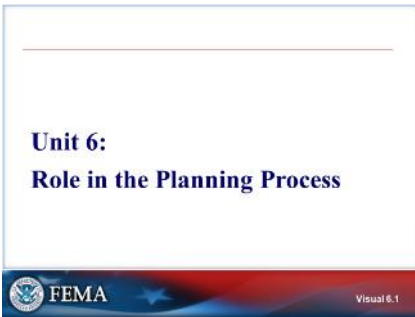 Unit 6:
Role in the Planning Process
FEMA
Visual 6.1